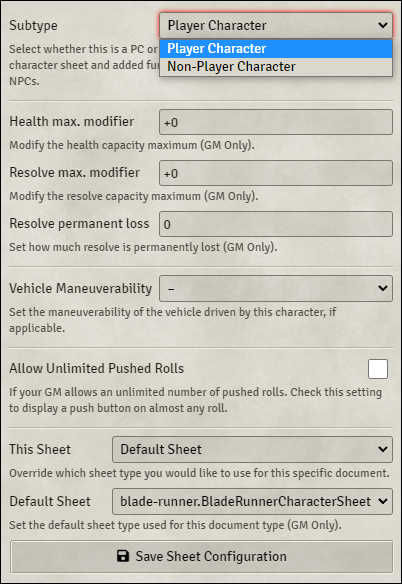 Subtype
Player Character
Player Character
Non-Player Character
Select whether this is a PC or
character sheet and added fun
NPCs.
Health max. modifier
+0
Modify the health capacity maximum (GM Only).
Resolve max. modifier
+0
Modify the resolve capacity maximum (GM Only).
Resolve permanent loss
0
Set how much resolve is permanently lost (GM Only).
Vehicle Maneuverability
–
Set the maneuverability of the vehicle driven by this character, if
applicable.
Allow Unlimited Pushed Rolls
If your GM allows an unlimited number of pushed rolls. Check this setting
to display a push button on almost any roll.
This Sheet
Default Sheet
Override which sheet type you would like to use for this specific document.
Default Sheet
blade-runner.BladeRunnerCharacterSheet
Set the default sheet type used for this document type (GM Only).
Save Sheet Configuration